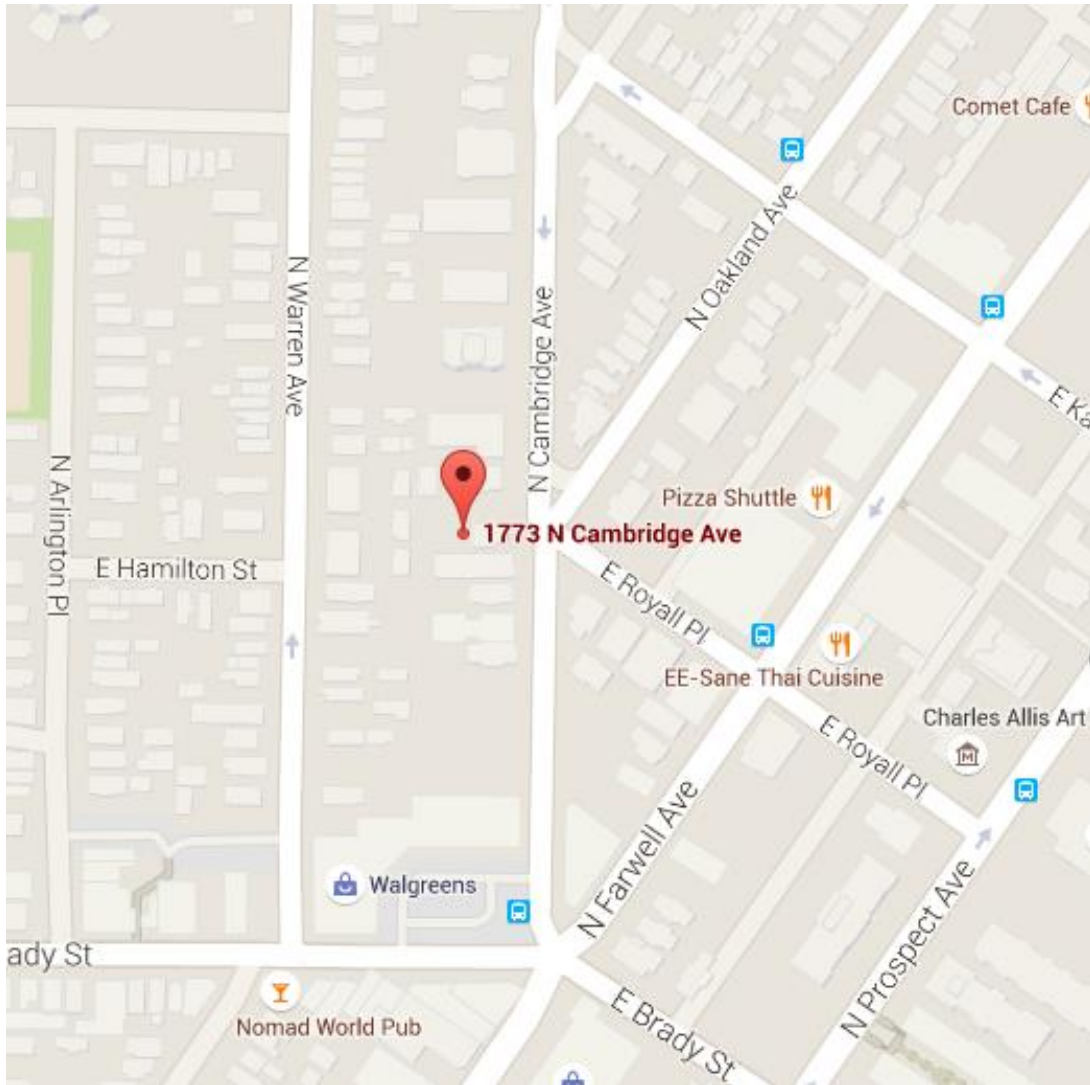 Comet Cafe
N Oakland Ave
N Warren Ave
N Cambridge Ave
E Ka
N Arlington Pl
Pizza Shuttle
1773 N Cambridge Ave
E Hamilton St
E Royall Pl
EE-Sane Thai Cuisine
Charles Allis Art
E Royall Pl
N Farwell Ave
Walgreens
N Prospect Ave
ady St
Nomad World Pub
E Brady St